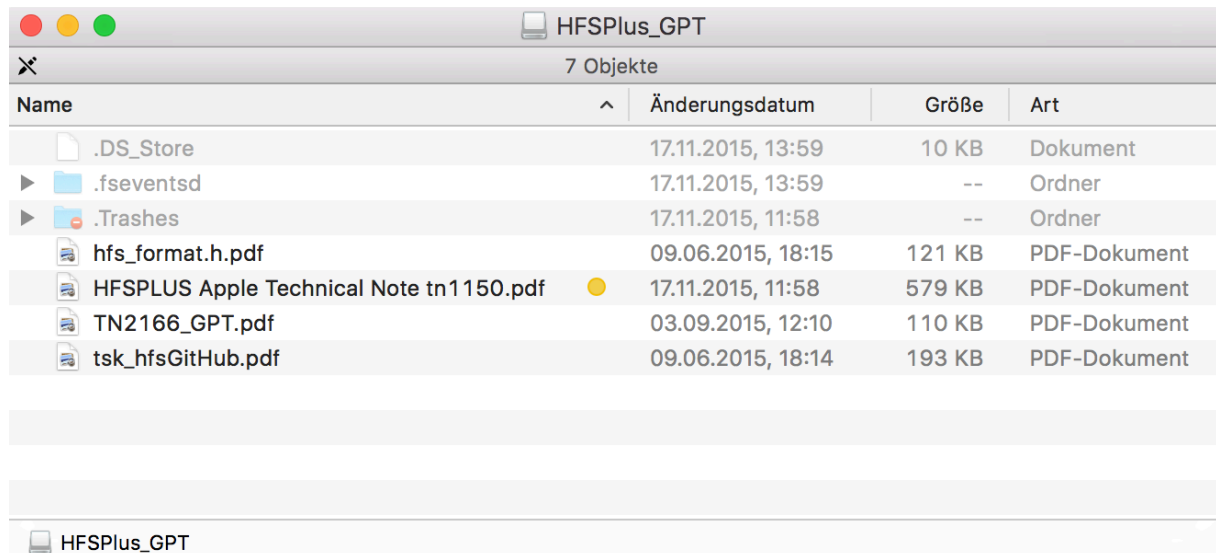 HFSPlus_GPT
7 Objekte
Name Änderungsdatum Größe Art
.DS_Store 17.11.2015, 13:59 10 KB Dokument
.fseventsd 17.11.2015, 13:59 -- Ordner
.Trashes 17.11.2015, 11:58 -- Ordner
hfs_format.h.pdf 09.06.2015, 18:15 121 KB PDF-Dokument
HFSPLUS Apple Technical Note tn1150.pdf 17.11.2015, 11:58 579 KB PDF-Dokument
TN2166_GPT.pdf 03.09.2015, 12:10 110 KB PDF-Dokument
tsk_hfsGitHub.pdf 09.06.2015, 18:14 193 KB PDF-Dokument
HFSPlus_GPT